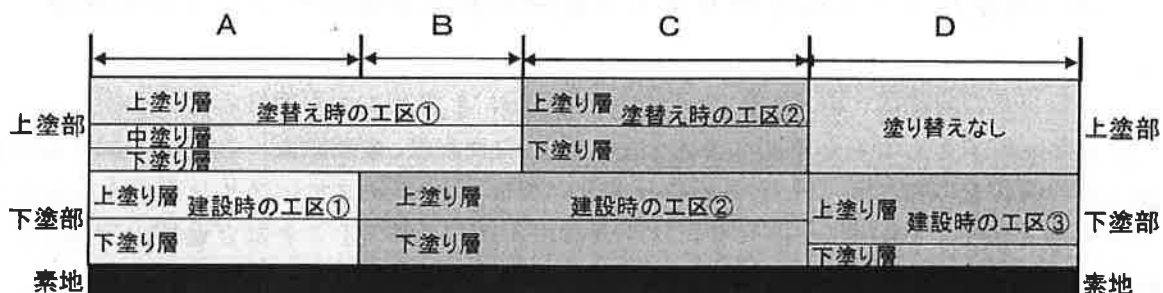 A B C D
上塗部 上塗り層 塗替え時の工区① 上塗り層 塗替え時の工区② 塗り替えなし 上塗部
中塗り層
下塗り層 下塗り層
下塗部 上塗り層 建設時の工区① 上塗り層 建設時の工区② 上塗り層 建設時の工区③ 下塗部
下塗り層 下塗り層 下塗り層
素地 素地